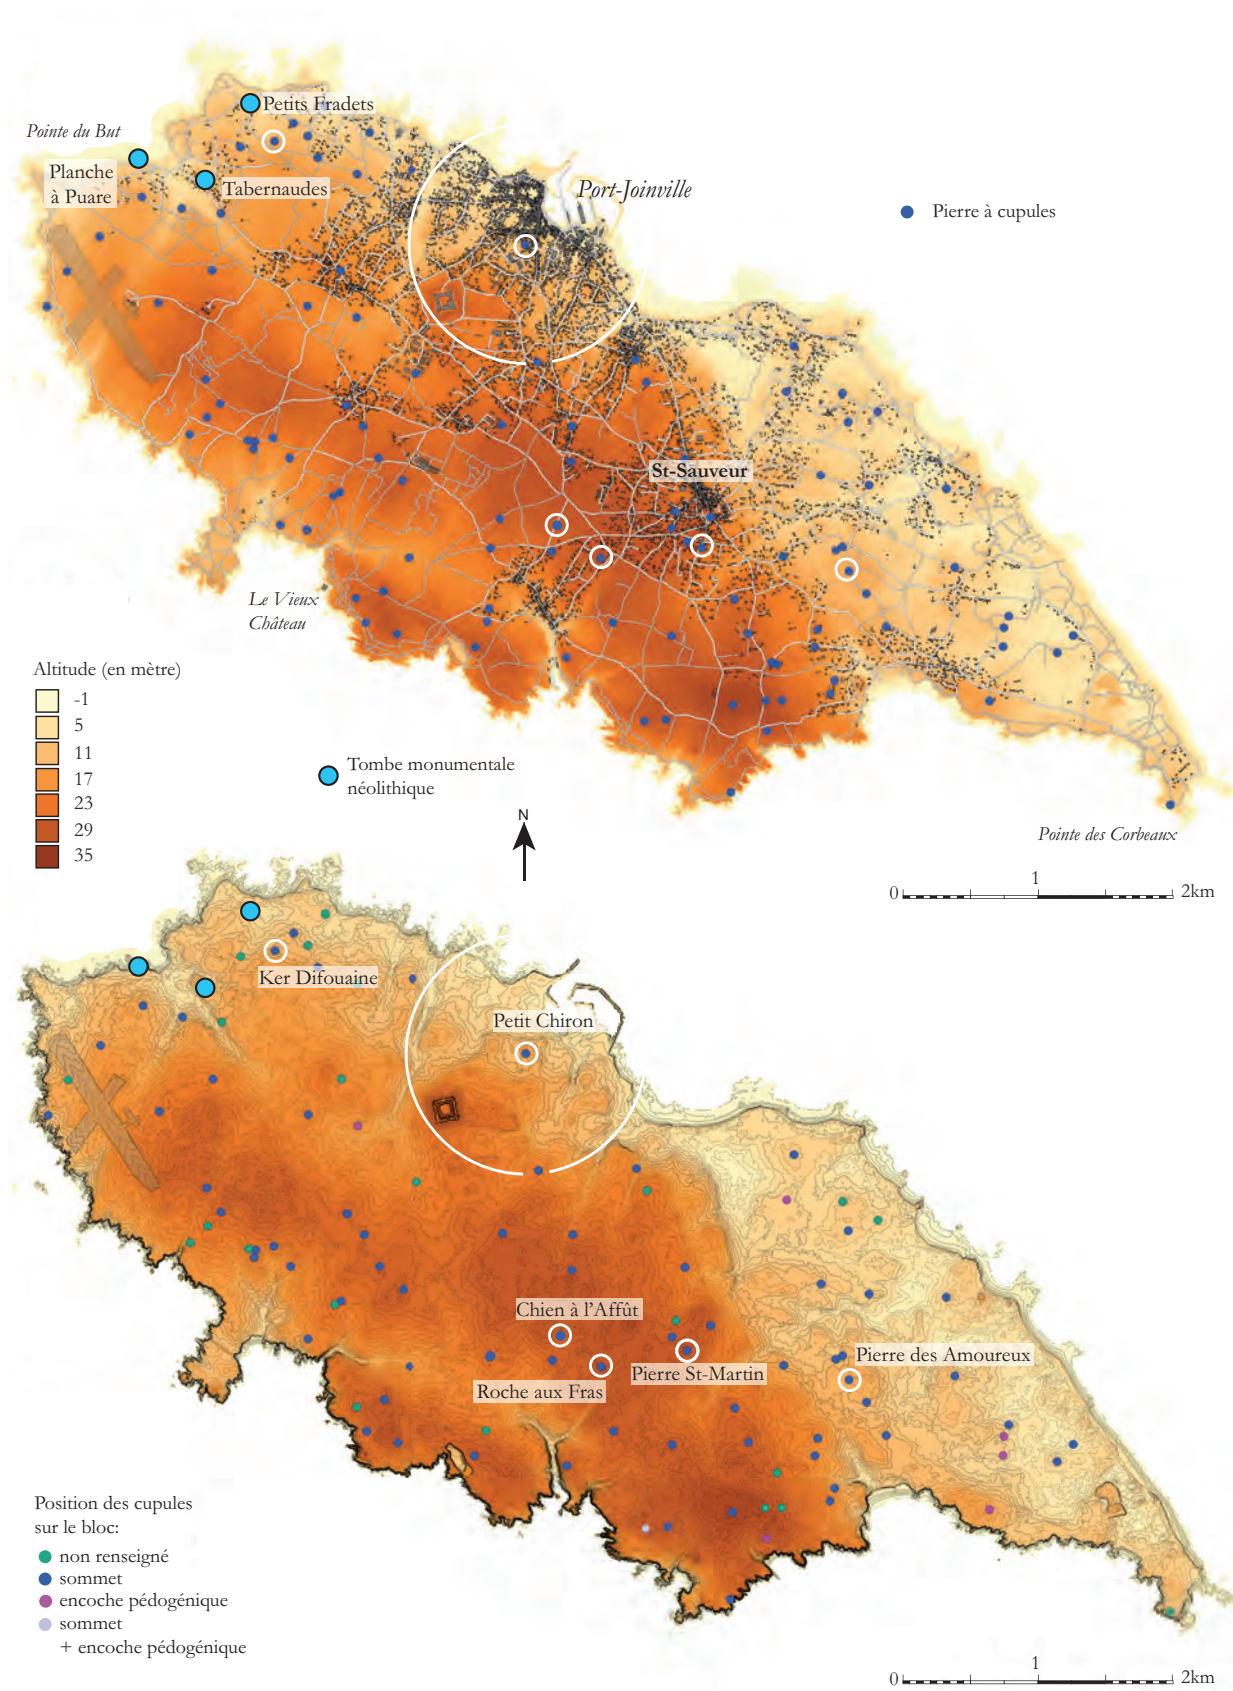 Petits Fradets
Pointe du But
Planche
à Puare
Tabernaudes
Port-Joinville
Pierre à cupules
St-Sauveur
Le Vieux
Château
Altitude (en mètre)
-1
5
11
17
23
29
35
Tombe monumentale
néolithique
N
Pointe des Corbeaux
0 1 2km
Ker Difouaine
Petit Chiron
Chien à l'Affût
Pierre des Amoureux
Pierre St-Martin
Roche aux Fras
Position des cupules
sur le bloc:
non renseigné
sommet
encoche pédogénique
sommet
+ encoche pédogénique
0 1 2km